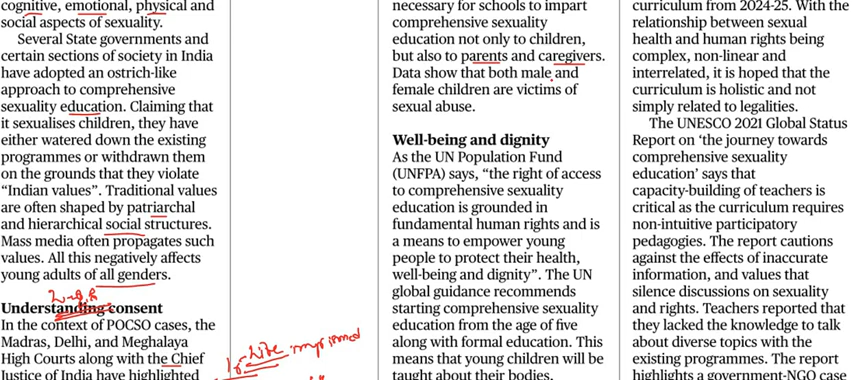 cognitive, emotional, physical and
social aspects of sexuality.
Several State governments and
certain sections of society in India
have adopted an ostrich-like
approach to comprehensive
sexuality education. Claiming that
it sexualises children, they have
either watered down the existing
programmes or withdrawn them
on the grounds that they violate
“Indian values”. Traditional values
are often shaped by patriarchal
and hierarchical social structures.
Mass media often propagates such
values. All this negatively affects
young adults of all genders.
Understanding consent
In the context of POCSO cases, the
Madras, Delhi, and Meghalaya
High Courts along with the Chief
Justice of India have highlighted
necessary for schools to impart
comprehensive sexuality
education not only to children,
but also to parents and caregivers.
Data show that both male and
female children are victims of
sexual abuse.
Well-being and dignity
As the UN Population Fund
(UNFPA) says, “the right of access
to comprehensive sexuality
education is grounded in
fundamental human rights and is
a means to empower young
people to protect their health,
well-being and dignity”. The UN
global guidance recommends
starting comprehensive sexuality
education from the age of five
along with formal education. This
means that young children will be
taught about their bodies,
curriculum from 2024-25. With the
relationship between sexual
health and human rights being
complex, non-linear and
interrelated, it is hoped that the
curriculum is holistic and not
simply related to legalities.
The UNESCO 2021 Global Status
Report on ‘the journey towards
comprehensive sexuality
education’ says that
capacity-building of teachers is
critical as the curriculum requires
non-intuitive participatory
pedagogies. The report cautions
against the effects of inaccurate
information, and values that
silence discussions on sexuality
and rights. Teachers reported that
they lacked the knowledge to talk
about diverse topics with the
existing programmes. The report
highlights a government-NGO case